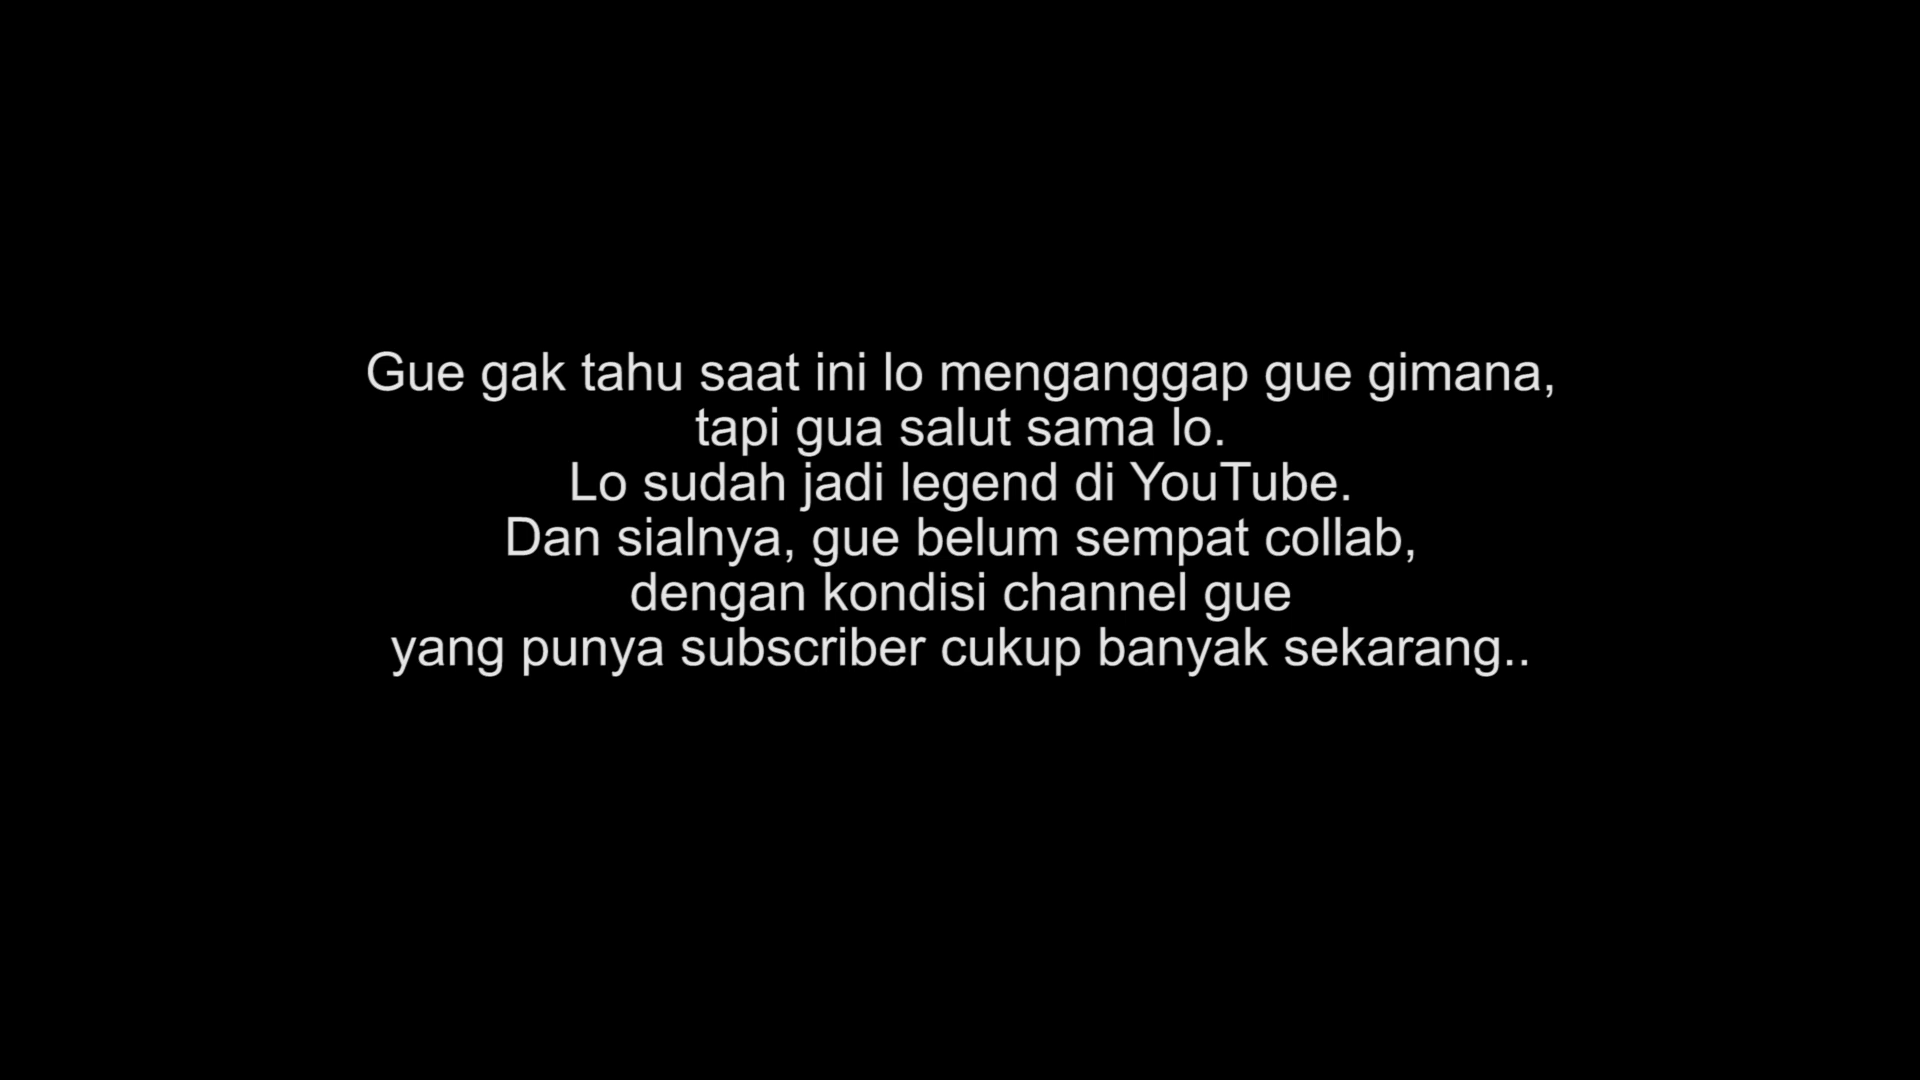 Gue gak tahu saat ini lo menganggap gue gimana,
tapi gua salut sama lo.
Lo sudah jadi legend di YouTube.
Dan sialnya, gue belum sempat collab,
dengan kondisi channel gue
yang punya subscriber cukup banyak sekarang..